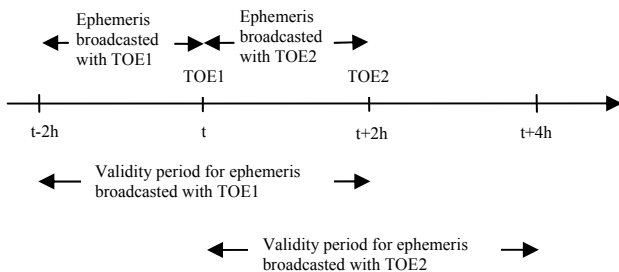 Ephemeris
broadcasted
with TOE1
Ephemeris
broadcasted
with TOE2
TOE1
TOE2
t-2h
t
t+2h
t+4h
Validity period for ephemeris
broadcasted with TOE1
Validity period for ephemeris
broadcasted with TOE2